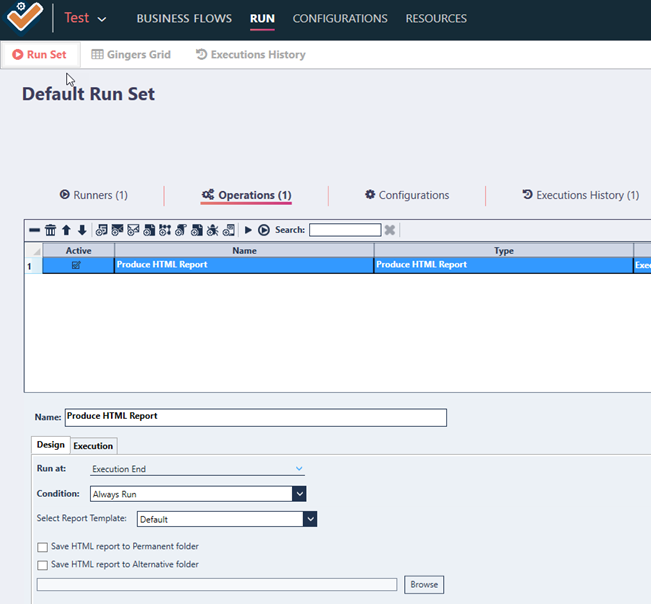 Test BUSINESS FLOWS RUN CONFIGURATIONS RESOURCES
Run Set Gingers Grid Executions History
Default Run Set
Runners (1) Operations (1) Configurations Executions History (1)
Search:
Active Name Type
1 Produce HTML Report Produce HTML Report Exec
Name: Produce HTML Report
Design Execution
Run at: Execution End
Condition: Always Run
Select Report Template: Default
Save HTML report to Permanent folder
Save HTML report to Alternative folder
Browse